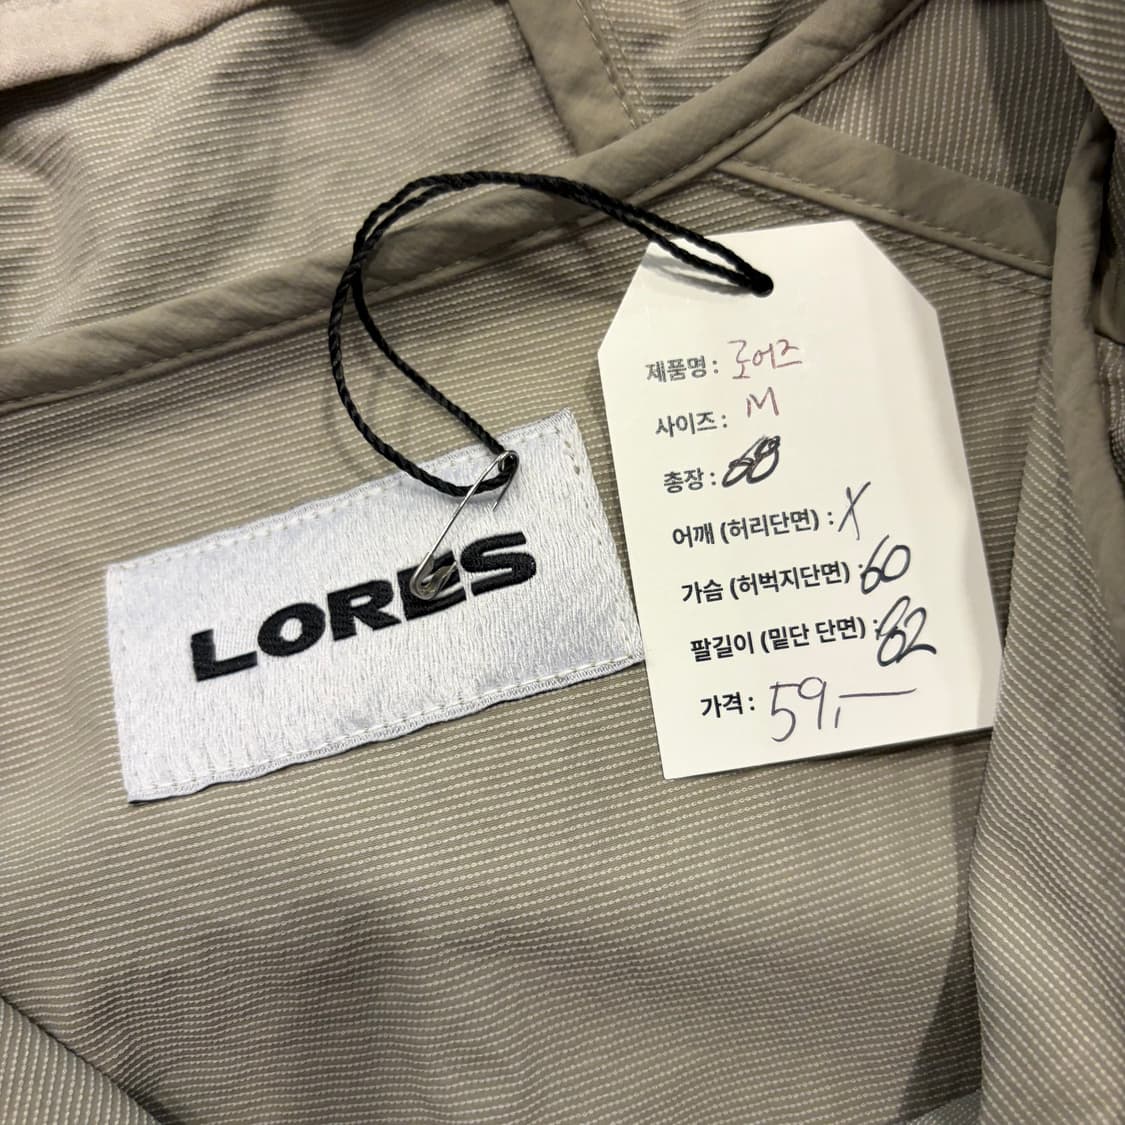 LORES
제품명 : 로어즈
사이즈 : M
총장 : 68
어깨 (허리단면) : X
가슴 (허벅지단면) : 60
팔길이 (밑단 단면) : 82
가격 : 59,—